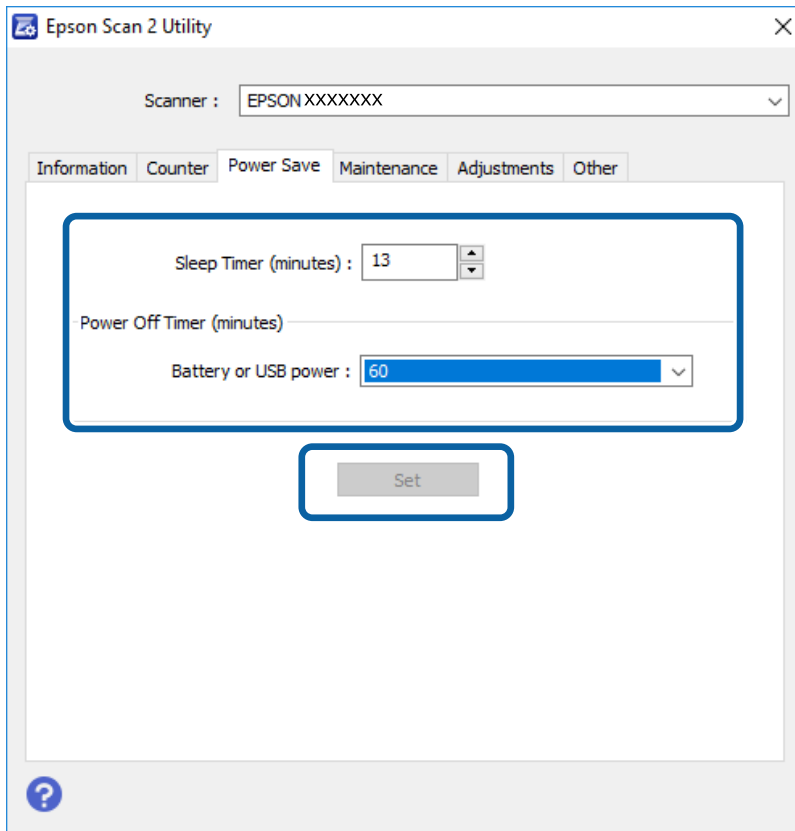 Epson Scan 2 Utility
Scanner : EPSON XXXXXXX
Information Counter Power Save Maintenance Adjustments Other
Sleep Timer (minutes) : 13
Power Off Timer (minutes)
Battery or USB power : 60
Set
?